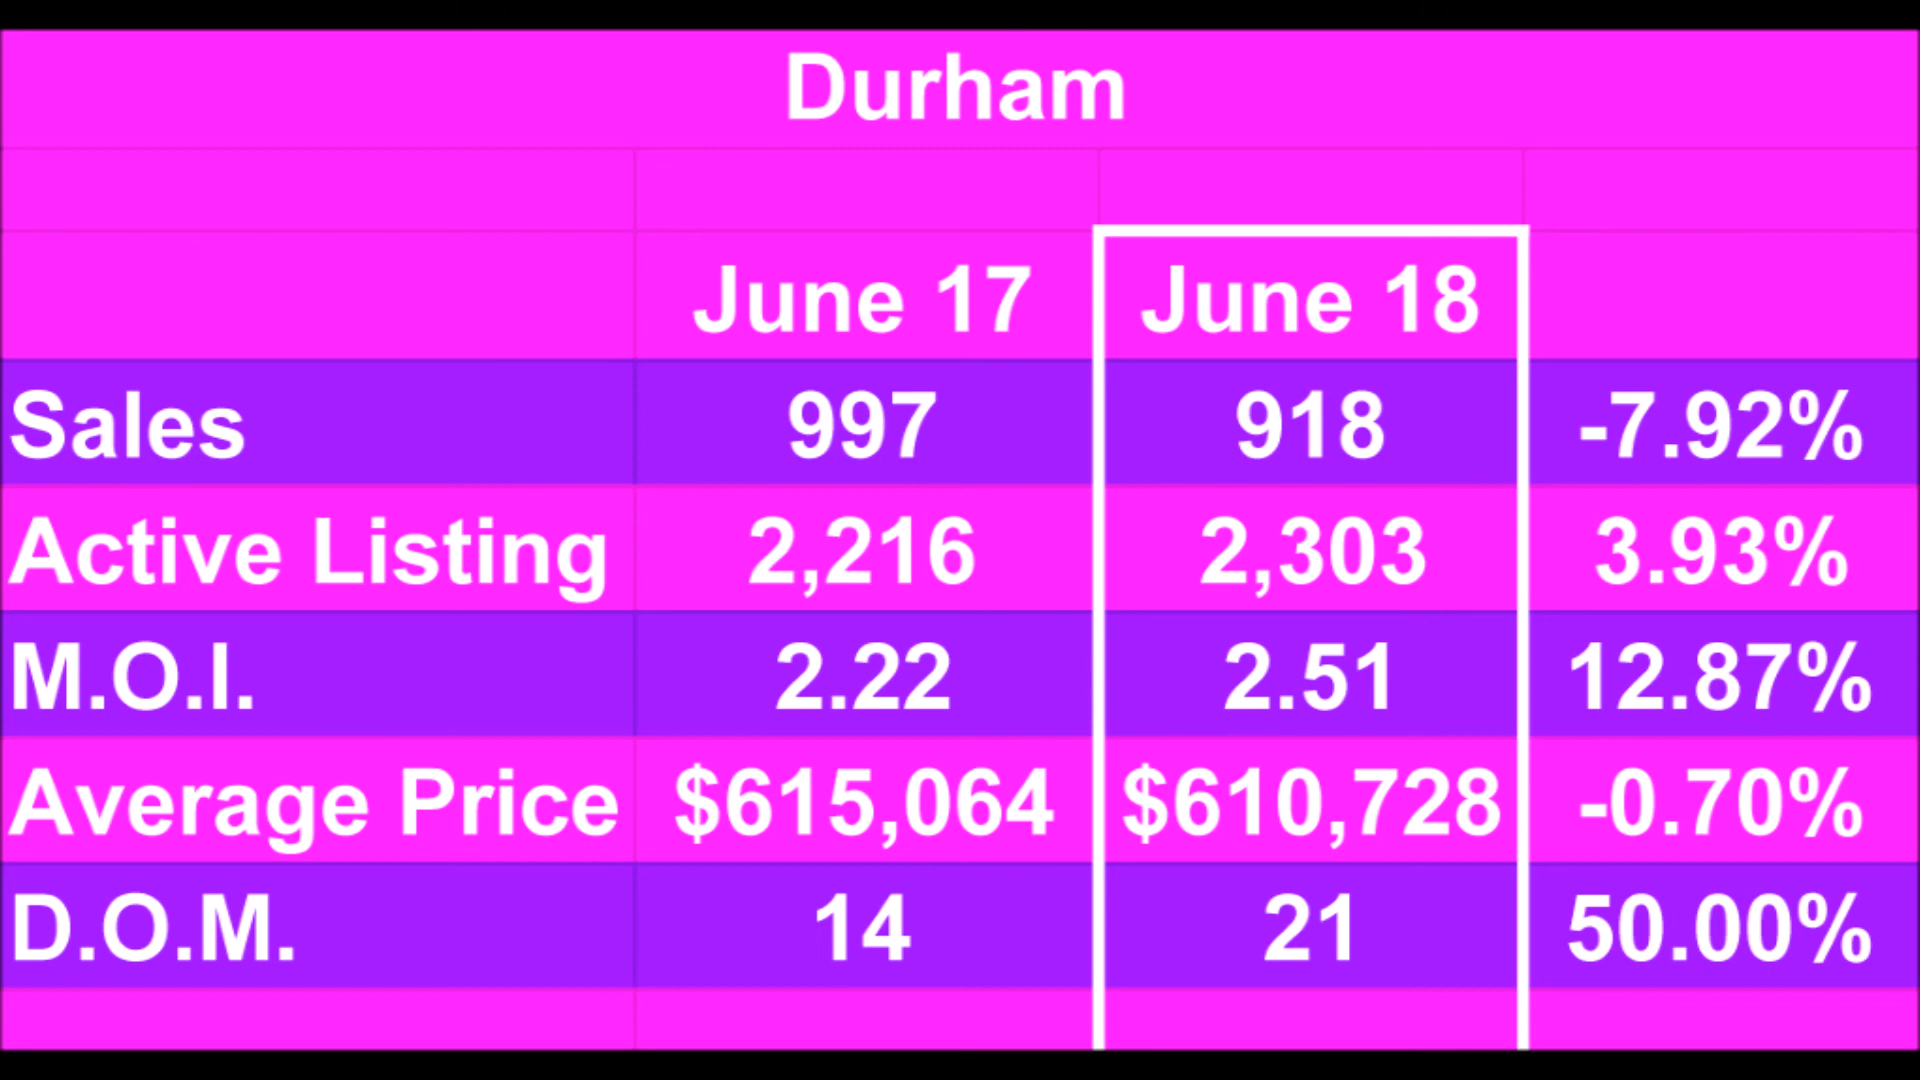 Durham
June 17 June 18
Sales 997 918 -7.92%
Active Listing 2,216 2,303 3.93%
M.O.I. 2.22 2.51 12.87%
Average Price $615,064 $610,728 -0.70%
D.O.M. 14 21 50.00%